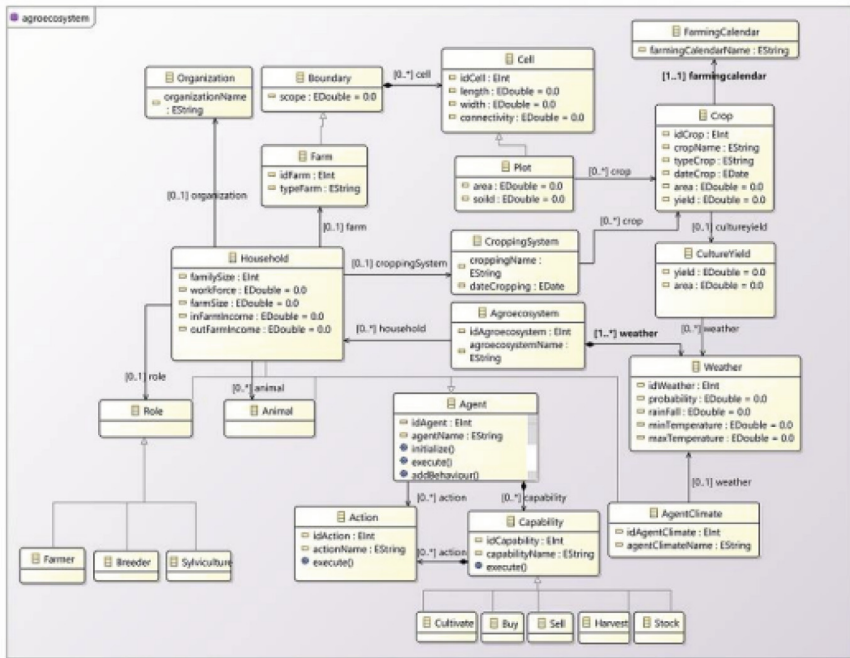 agroecosystem
FarmingCalendar
farmingCalendarName : EString
[1..1] farmingcalendar
Organization
organizationName
: EString
Boundary
scope : EDouble = 0.0
[0..*] cell
Cell
idCell : EInt
length : EDouble = 0.0
width : EDouble = 0.0
connectivity : EDouble = 0.0
Crop
idCrop : EInt
cropName : EString
typeCrop : EString
dateCrop : EDate
area : EDouble = 0.0
yield : EDouble = 0.0
Farm
idFarm : EInt
typeFarm : EString
Plot
area : EDouble = 0.0
soild : EDouble = 0.0
[0..*] crop
[0..1] organization
[0..1] farm
[0..*] crop
[0..1] cultureyield
Household
familySize : EInt
workForce : EDouble = 0.0
farmSize : EDouble = 0.0
inFarmIncome : EDouble = 0.0
outFarmIncome : EDouble = 0.0
[0..1] croppingSystem
CroppingSystem
croppingName :
EString
dateCropping : EDate
CultureYield
yield : EDouble = 0.0
area : EDouble = 0.0
[0..*] household
Agroecosystem
idAgroecosystem : EInt
agroecosystemName :
EString
[1..*] weather
[0..*] weather
Weather
idWeather : EInt
probability : EDouble = 0.0
rainFall : EDouble = 0.0
minTemperature : EDouble = 0.0
maxTemperature : EDouble = 0.0
[0..1] role
[0..*] animal
Role
Animal
Agent
idAgent : EInt
agentName : EString
initialize()
execute()
addBehaviour()
[0..*] action
[0..*] capability
[0..1] weather
Action
idAction : EInt
actionName : EString
execute()
[0..*] action
Capability
idCapability : EInt
capabilityName : EString
execute()
AgentClimate
idAgentClimate : EInt
agentClimateName : EString
Farmer
Breeder
Sylviculture
Cultivate
Buy
Sell
Harvest
Stock